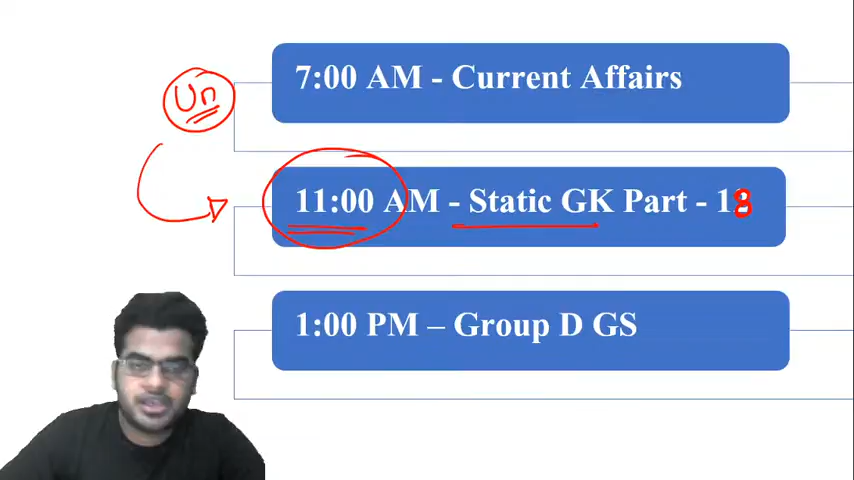 7:00 AM - Current Affairs
Un
11:00 AM - Static GK Part - 18
1:00 PM – Group D GS